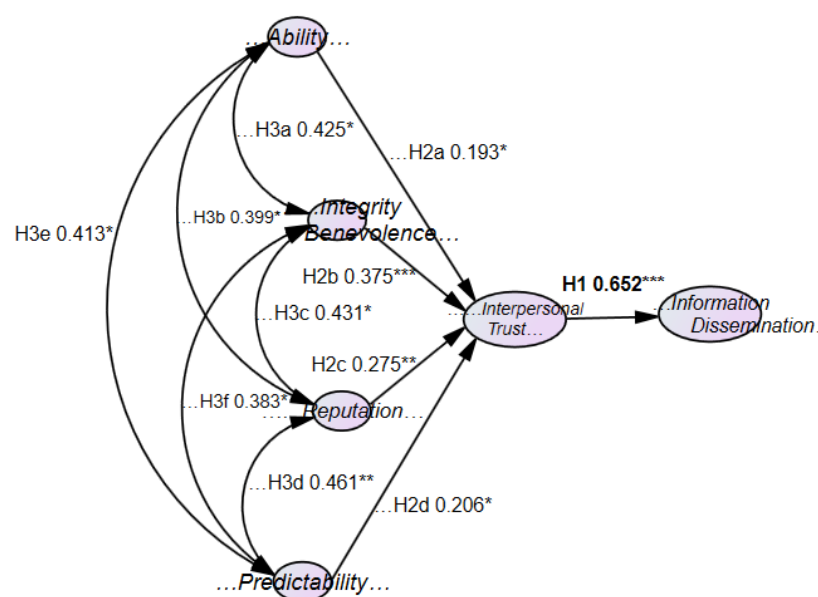 …Ability…
…H3a 0.425*
…H2a 0.193*
…Integrity
Benevolence…
H3e 0.413*
…H3b 0.399*
H2b 0.375***
H1 0.652***
……Interpersonal
Trust…
…Information
Dissemination…
…H3c 0.431*
H2c 0.275**
…H3f 0.383*
……Reputation…
…H3d 0.461**
…H2d 0.206*
…Predictability…